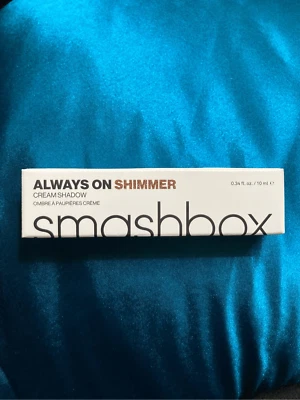 ALWAYS ON SHIMMER
CREAM SHADOW
OMBRE À PAUPIÈRES CRÈME
0.34 fl. oz. / 10 ml ℮
smashbox